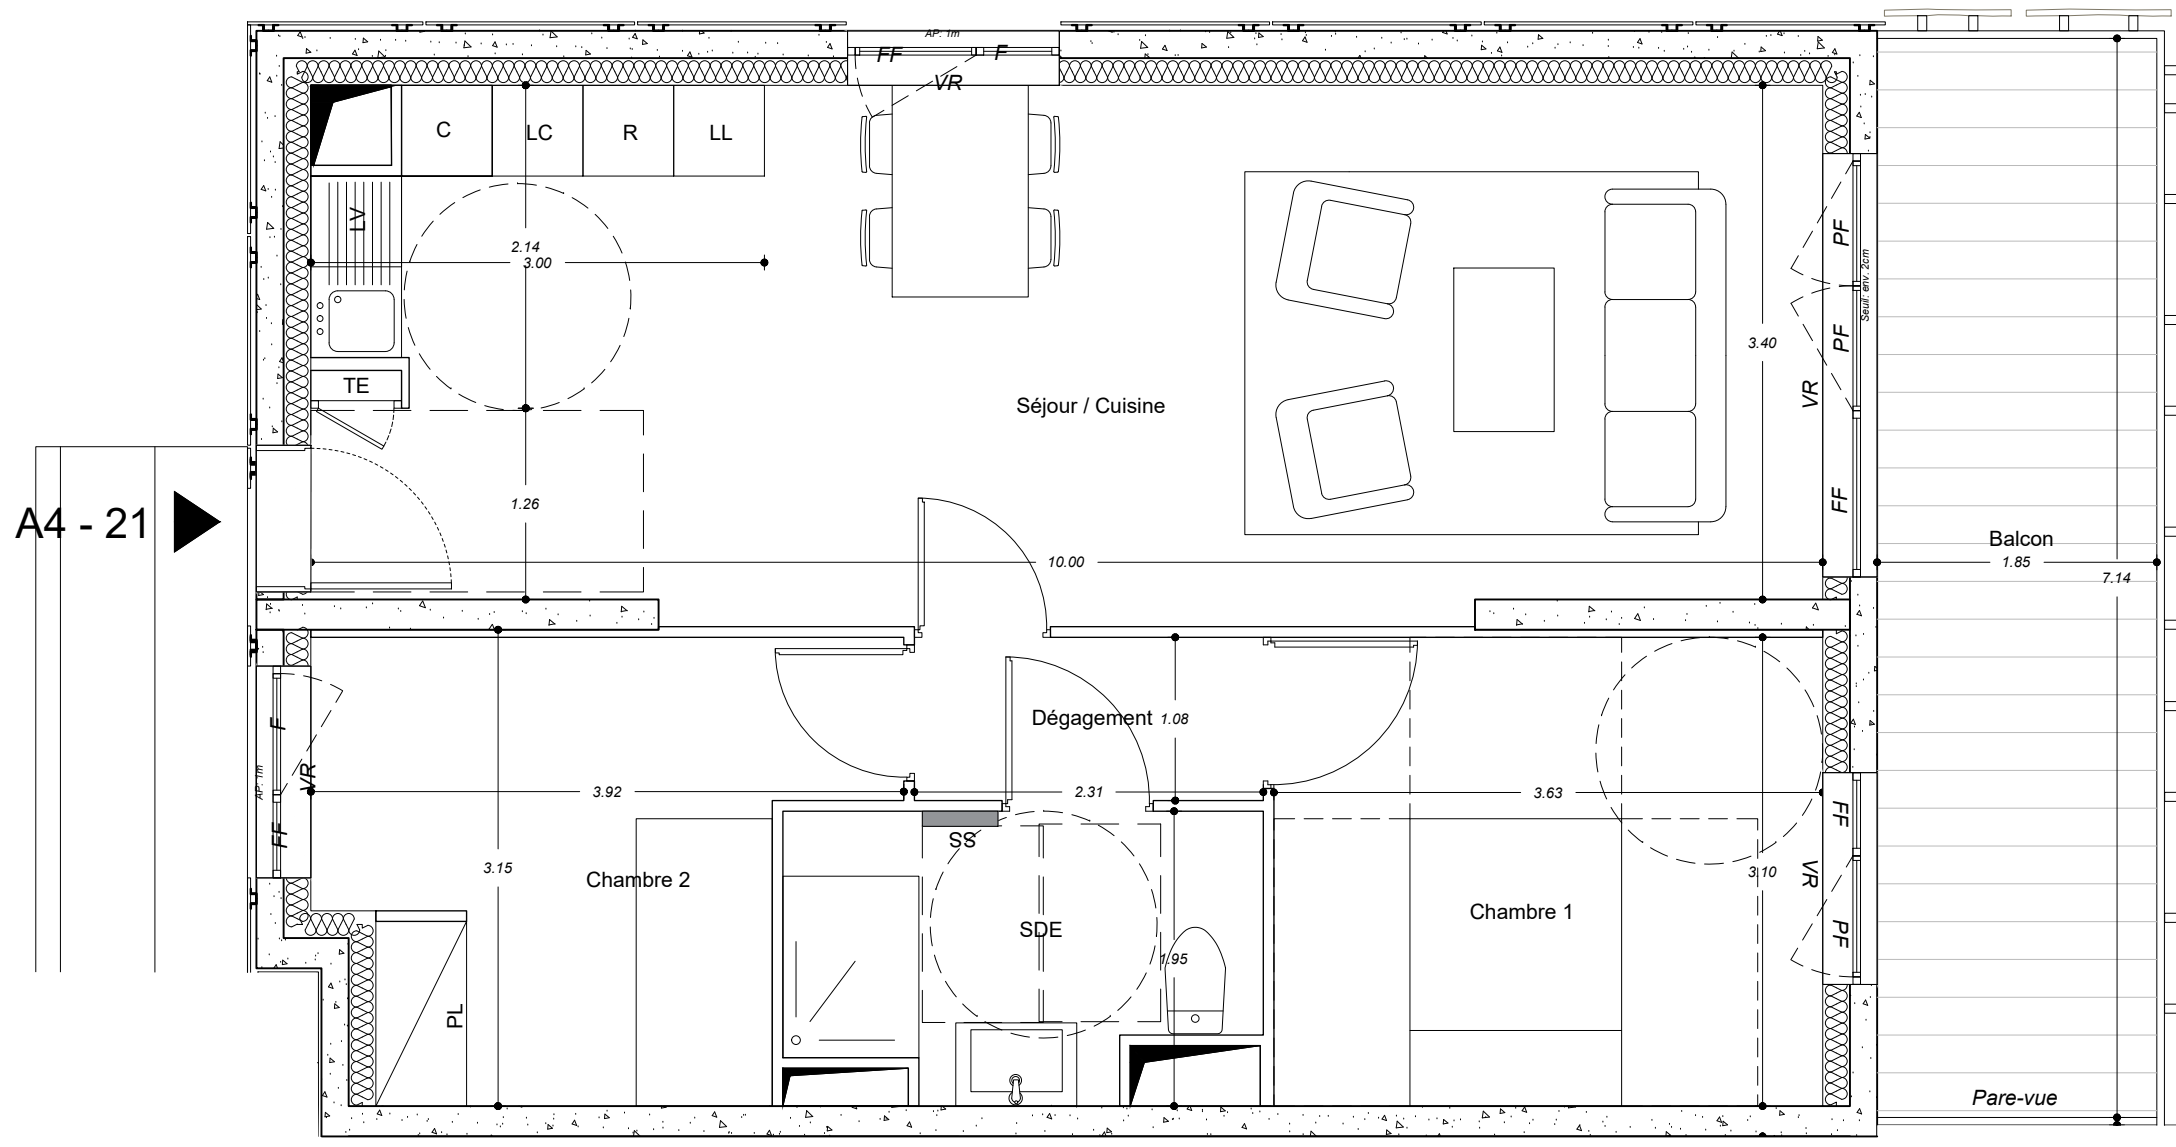 AP: 1m
FF
F
VR
C
LC
R
LL
LV
2.14
3.00
PF
PF
Seuil: env. 2cm
3.40
TE
VR
Séjour / Cuisine
1.26
FF
A4 - 21
10.00
Balcon
1.85
7.14
F
Dégagement
1.08
AP: 1m
VR
3.92
2.31
3.63
FF
FF
SS
3.15
Chambre 2
3.10
VR
Chambre 1
SDE
PF
1.95
PL
Pare-vue